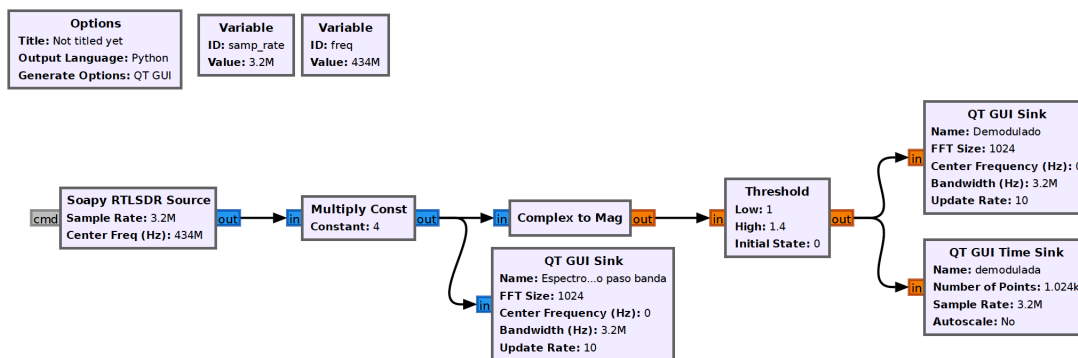 Options
Title: Not titled yet
Output Language: Python
Generate Options: QT GUI
Variable
ID: samp_rate
Value: 3.2M
Variable
ID: freq
Value: 434M
cmd
Soapy RTLSDR Source
Sample Rate: 3.2M
Center Freq (Hz): 434M
out
in
Multiply Const
Constant: 4
out
in
Complex to Mag
out
in
QT GUI Sink
Name: Espectro...o paso banda
FFT Size: 1024
Center Frequency (Hz): 0
Bandwidth (Hz): 3.2M
Update Rate: 10
in
Threshold
Low: 1
High: 1.4
Initial State: 0
out
in
QT GUI Sink
Name: Demodulado
FFT Size: 1024
Center Frequency (Hz): 0
Bandwidth (Hz): 3.2M
Update Rate: 10
in
QT GUI Time Sink
Name: demodulada
Number of Points: 1.024k
Sample Rate: 3.2M
Autoscale: No